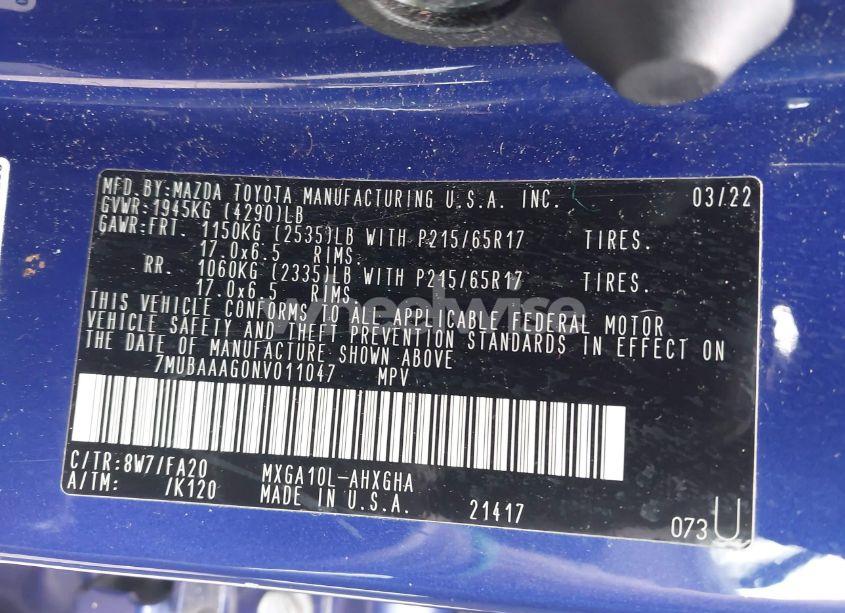 MFD.BY:MAZDA TOYOTA MANUFACTURING U.S.A. INC. 03/22
GVWR:1945KG (4290)LB
GAWR:FRT. 1150KG (2535)LB WITH P215/65R17 TIRES.
17.0x6.5 RIMS.
RR. 1060KG (2335)LB WITH P215/65R17 TIRES.
17.0x6.5 RIMS.
THIS VEHICLE CONFORMS TO ALL APPLICABLE FEDERAL MOTOR
VEHICLE SAFETY AND THEFT PREVENTION STANDARDS IN EFFECT ON
THE DATE OF MANUFACTURE SHOWN ABOVE
7MUBAAAG0NV011047 MPV
C/TR:8W7/FA20 MXGA10L-AHXGHA
A/TM: /K120 MADE IN U.S.A. 21417 073U
wheelwise